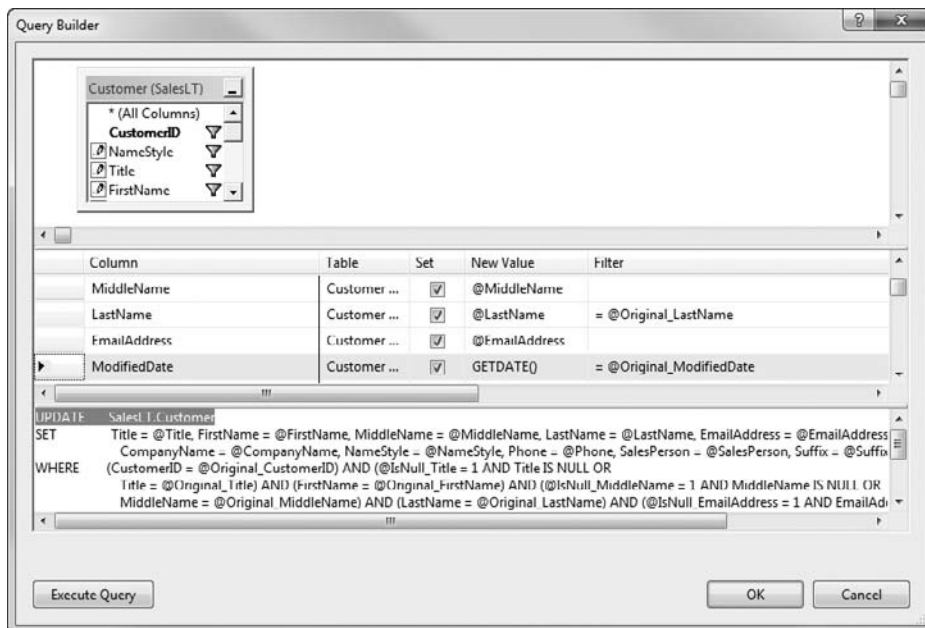 Query Builder
Customer (SalesLT)
* (All Columns)
CustomerID
NameStyle
Title
FirstName
Column Table Set New Value Filter
MiddleName Customer ... @MiddleName
LastName Customer ... @LastName = @Original_LastName
EmailAddress Customer ... @EmailAddress
ModifiedDate Customer ... GETDATE() = @Original_ModifiedDate
UPDATE SalesLT.Customer
SET Title = @Title, FirstName = @FirstName, MiddleName = @MiddleName, LastName = @LastName, EmailAddress = @EmailAddress
CompanyName = @CompanyName, NameStyle = @NameStyle, Phone = @Phone, SalesPerson = @SalesPerson, Suffix = @Suffix
WHERE (CustomerID = @Original_CustomerID) AND (@IsNull_Title = 1 AND Title IS NULL OR
Title = @Original_Title) AND (FirstName = @Original_FirstName) AND (@IsNull_MiddleName = 1 AND MiddleName IS NULL OR
MiddleName = @Original_MiddleName) AND (LastName = @Original_LastName) AND (@IsNull_EmailAddress = 1 AND EmailAd
Execute Query OK Cancel